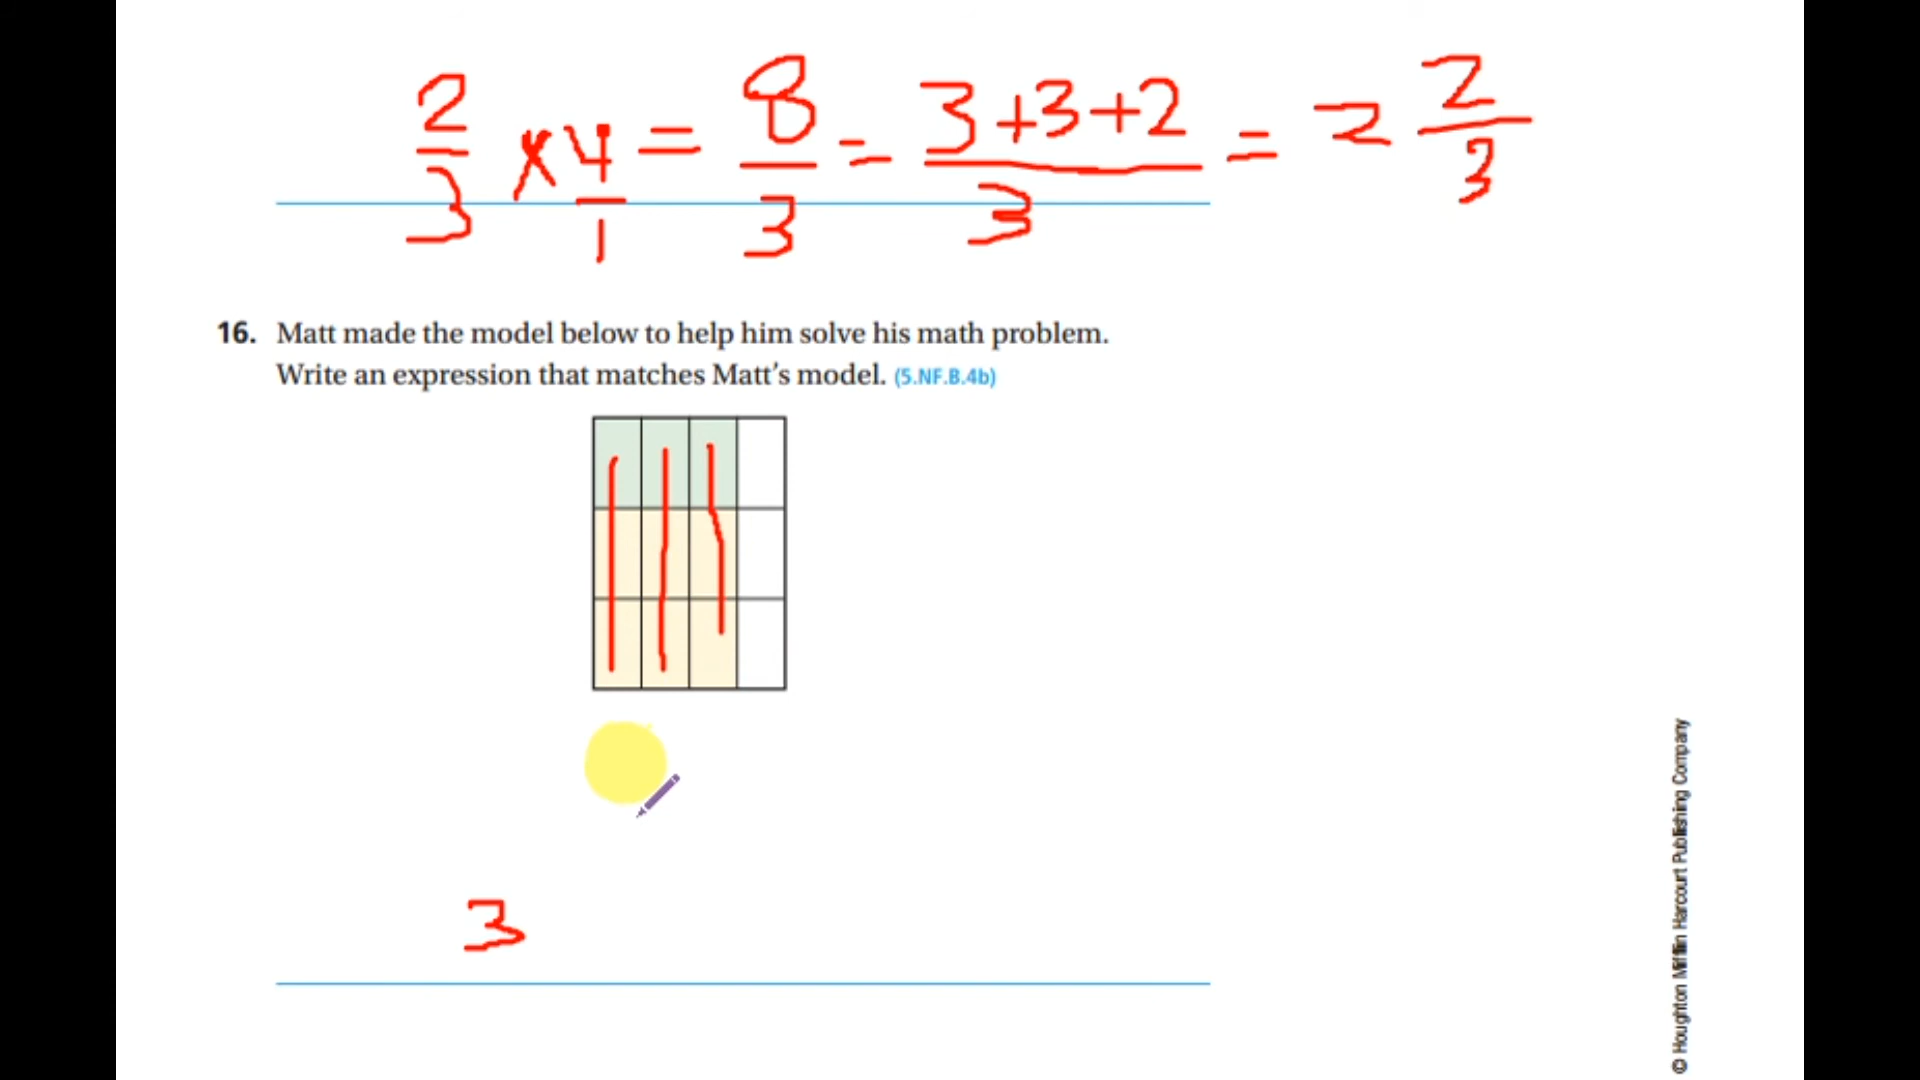 2/3 × 4/1 = 8/3 = 3+3+2/3 = 2 2/3
16. Matt made the model below to help him solve his math problem.
Write an expression that matches Matt’s model. (5.NF.B.4b)
3
© Houghton Mifflin Harcourt Publishing Company